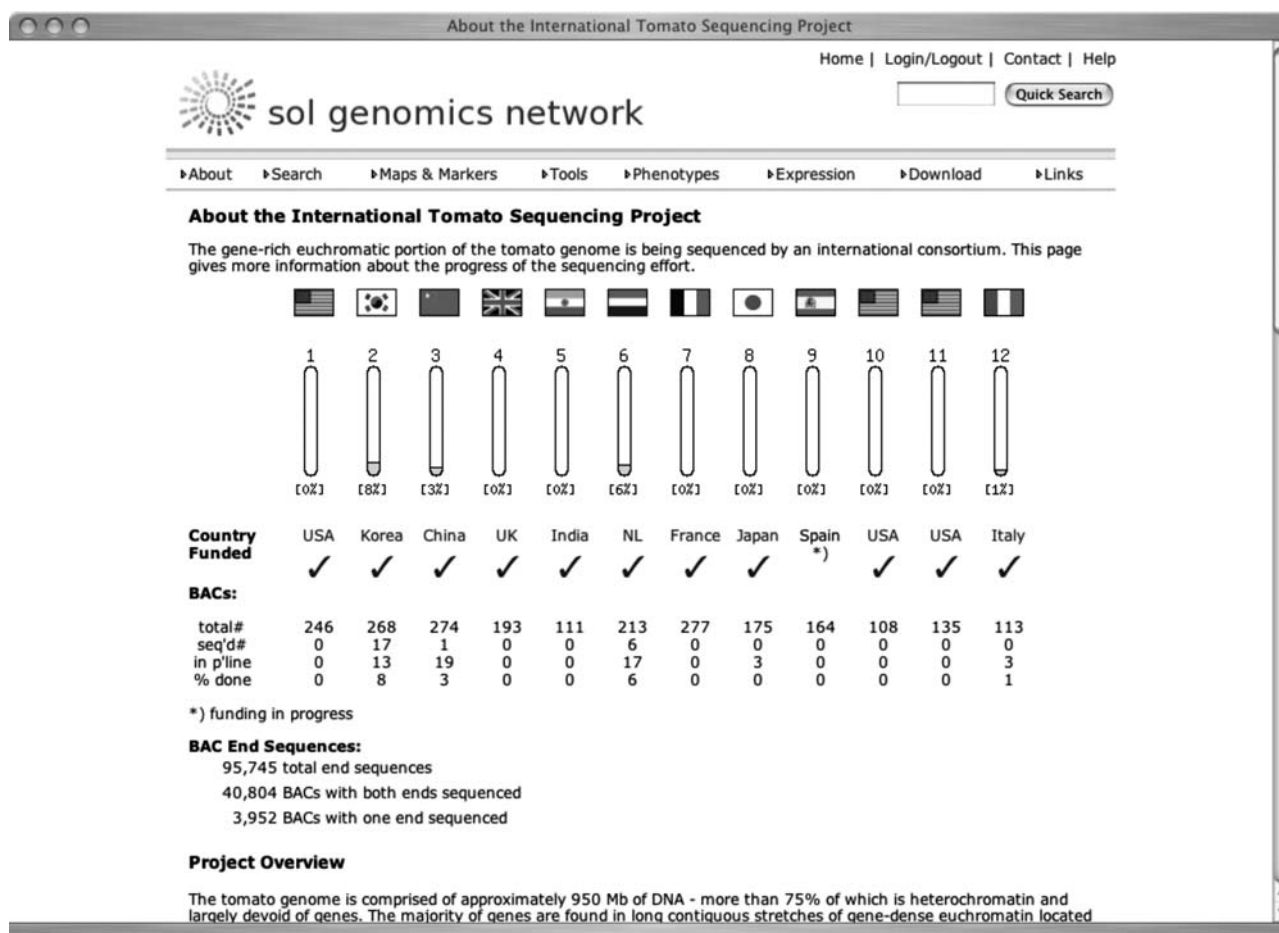 About the International Tomato Sequencing Project
Home | Login/Logout | Contact | Help
sol genomics network
Quick Search
About Search Maps & Markers Tools Phenotypes Expression Download Links
About the International Tomato Sequencing Project
The gene-rich euchromatic portion of the tomato genome is being sequenced by an international consortium. This page
gives more information about the progress of the sequencing effort.
1 2 3 4 5 6 7 8 9 10 11 12
[0%] [8%] [3%] [0%] [0%] [6%] [0%] [0%] [0%] [0%] [0%] [1%]
Country USA Korea China UK India NL France Japan Spain USA USA Italy
Funded ✓ ✓ ✓ ✓ ✓ ✓ ✓ ✓ *) ✓ ✓ ✓
BACs:
total# 246 268 274 193 111 213 277 175 164 108 135 113
seq'd# 0 17 1 0 0 6 0 0 0 0 0 0
in p'line 0 13 19 0 0 17 0 3 0 0 0 3
% done 0 8 3 0 0 6 0 0 0 0 0 1
*) funding in progress
BAC End Sequences:
95,745 total end sequences
40,804 BACs with both ends sequenced
3,952 BACs with one end sequenced
Project Overview
The tomato genome is comprised of approximately 950 Mb of DNA - more than 75% of which is heterochromatin and
largely devoid of genes. The majority of genes are found in long contiguous stretches of gene-dense euchromatin located